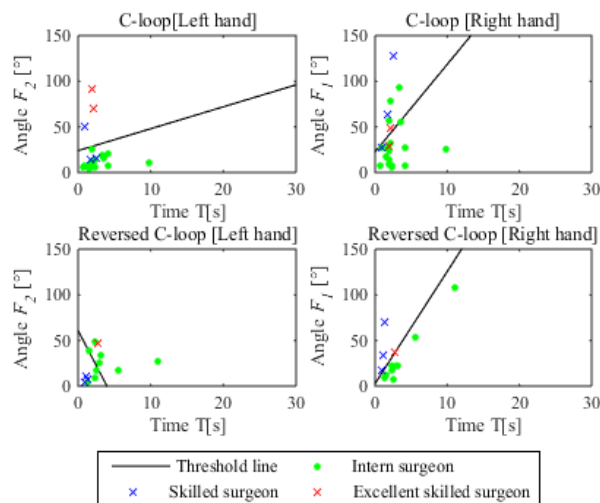 C-loop[Left hand]
C-loop [Right hand]
150
100
50
0
Angle F2 [°]
0 10 20 30
Time T[s]
150
100
50
0
Angle F1 [°]
0 10 20 30
Time T[s]
Reversed C-loop [Left hand]
Reversed C-loop [Right hand]
150
100
50
0
Angle F2 [°]
0 10 20 30
Time T[s]
150
100
50
0
Angle F1 [°]
0 10 20 30
Time T[s]
Threshold line Intern surgeon
Skilled surgeon Excellent skilled surgeon